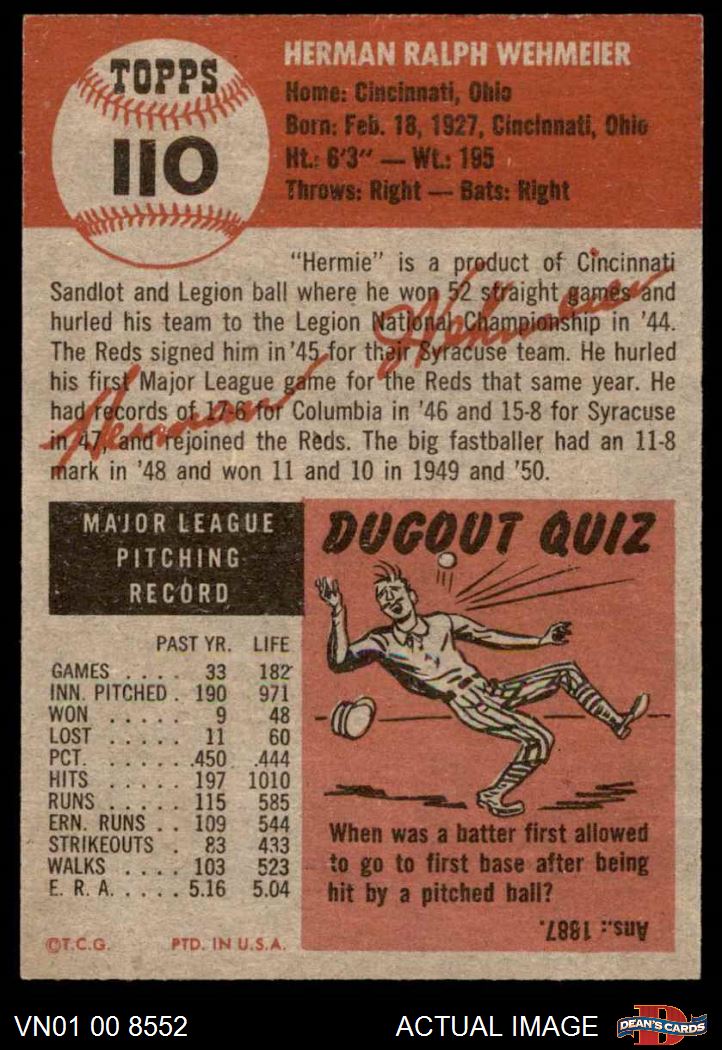 TOPPS
110
HERMAN RALPH WEHMEIER
Home: Cincinnati, Ohio
Born: Feb. 18, 1927, Cincinnati, Ohio
Ht.: 6'3" — Wt.: 195
Throws: Right — Bats: Right
"Hermie" is a product of Cincinnati
Sandlot and Legion ball where he won 52 straight games and
hurled his team to the Legion National Championship in '44.
The Reds signed him in '45 for their Syracuse team. He hurled
his first Major League game for the Reds that same year. He
had records of 17-6 for Columbia in '46 and 15-8 for Syracuse
in '47, and rejoined the Reds. The big fastballer had an 11-8
mark in '48 and won 11 and 10 in 1949 and '50.
Herman Wehmeier
MAJOR LEAGUE
PITCHING
RECORD
PAST YR. LIFE
GAMES . . . . 33 182
INN. PITCHED . 190 971
WON . . . . . 9 48
LOST . . . . . 11 60
PCT. . . . . . .450 .444
HITS . . . . . 197 1010
RUNS . . . . . 115 585
ERN. RUNS . . 109 544
STRIKEOUTS . 83 433
WALKS . . . . 103 523
E. R. A. . . . . 5.16 5.04
©T.C.G. PTD. IN U.S.A.
DUGOUT QUIZ
When was a batter first allowed
to go to first base after being
hit by a pitched ball?
Ans.: 1887.
VN01 00 8552
ACTUAL IMAGE
D
DEAN'S CARDS